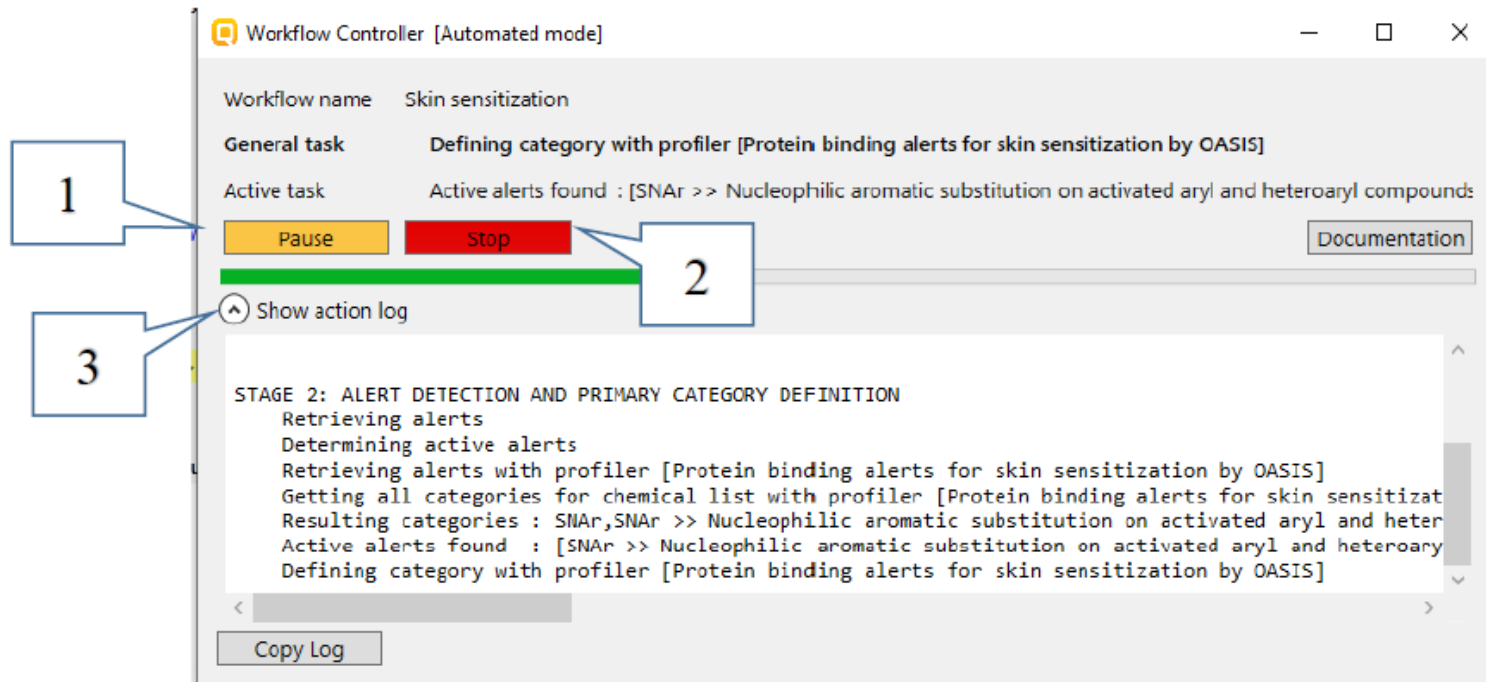 Workflow Controller [Automated mode]
Workflow name Skin sensitization
General task Defining category with profiler [Protein binding alerts for skin sensitization by OASIS]
1
Active task Active alerts found : [SNAr >> Nucleophilic aromatic substitution on activated aryl and heteroaryl compounds
Pause Stop Documentation
2
Show action log
3
STAGE 2: ALERT DETECTION AND PRIMARY CATEGORY DEFINITION
Retrieving alerts
Determining active alerts
Retrieving alerts with profiler [Protein binding alerts for skin sensitization by OASIS]
Getting all categories for chemical list with profiler [Protein binding alerts for skin sensitizat
Resulting categories : SNAr,SNAr >> Nucleophilic aromatic substitution on activated aryl and heter
Active alerts found : [SNAr >> Nucleophilic aromatic substitution on activated aryl and heteroary
Defining category with profiler [Protein binding alerts for skin sensitization by OASIS]
Copy Log